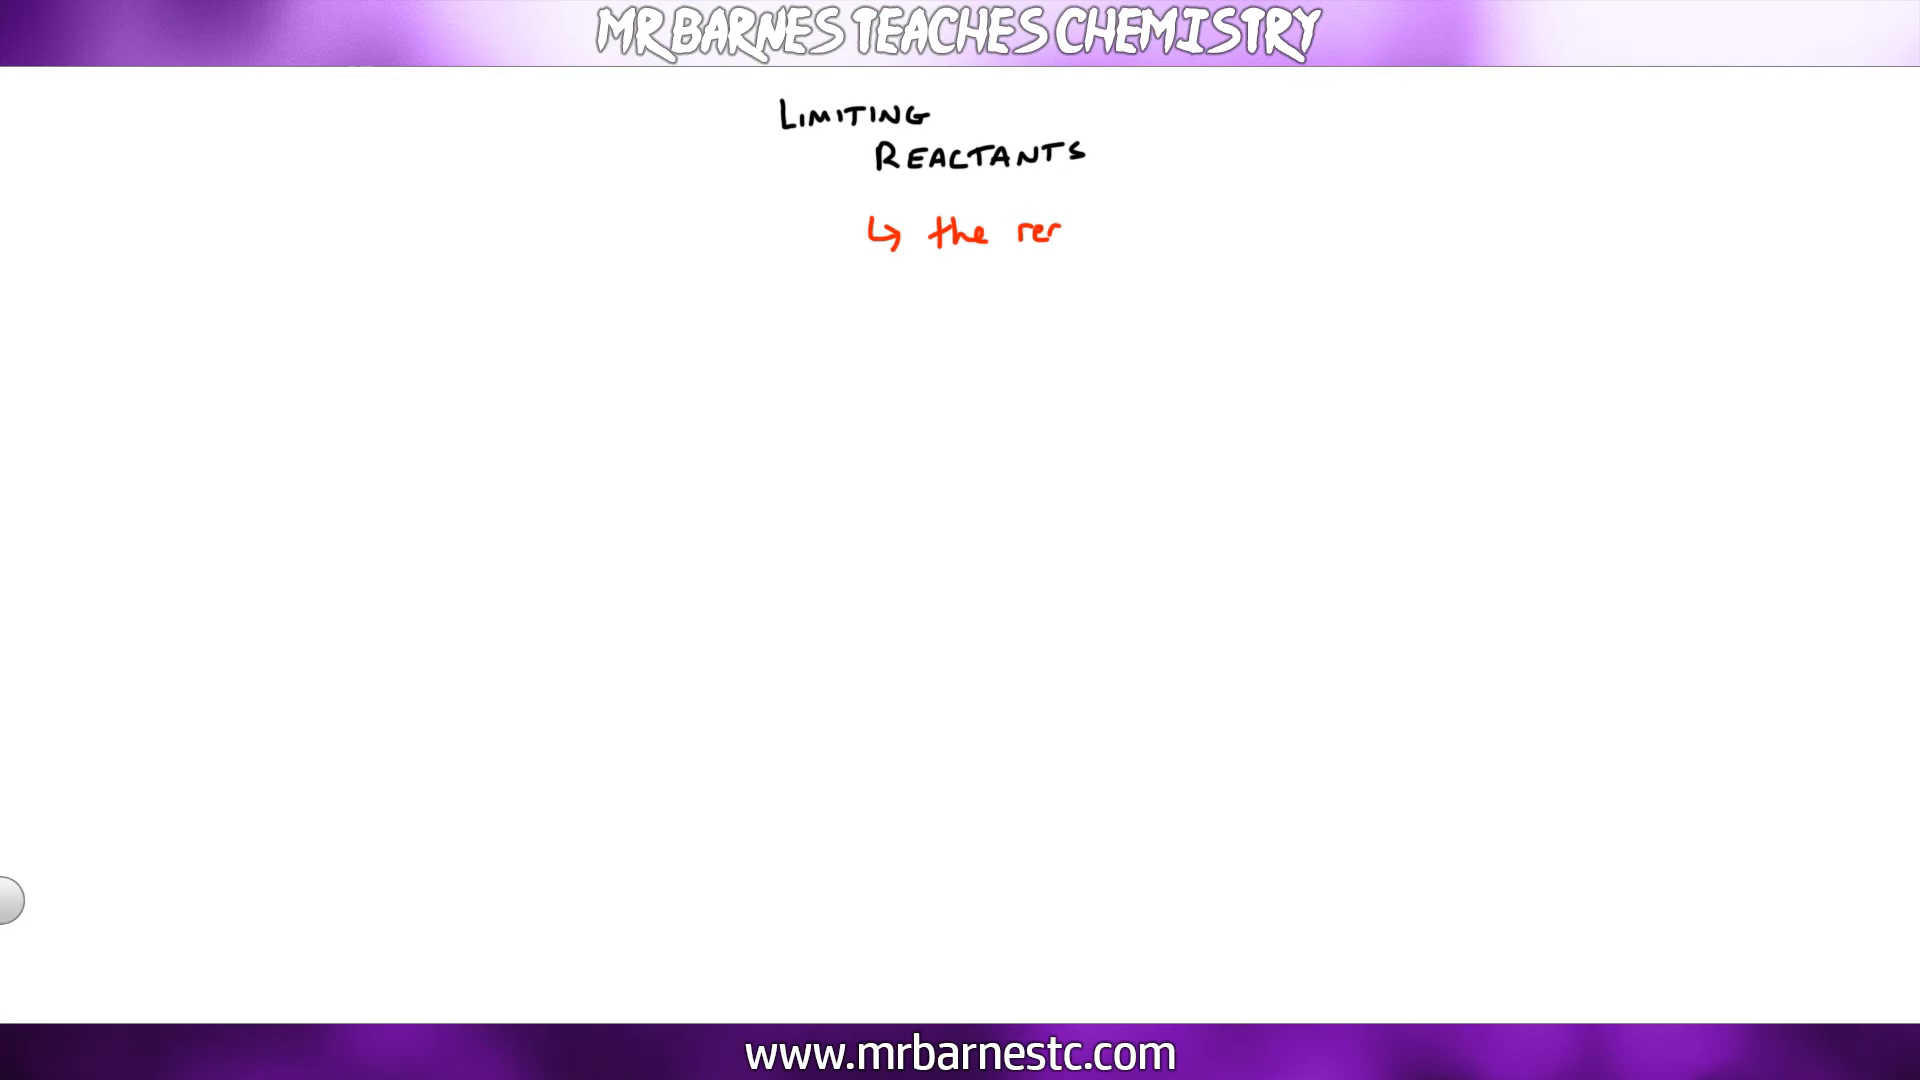 MR BARNES TEACHES CHEMISTRY
LIMITING
REACTANTS
↳ the rer
www.mrbarnestc.com